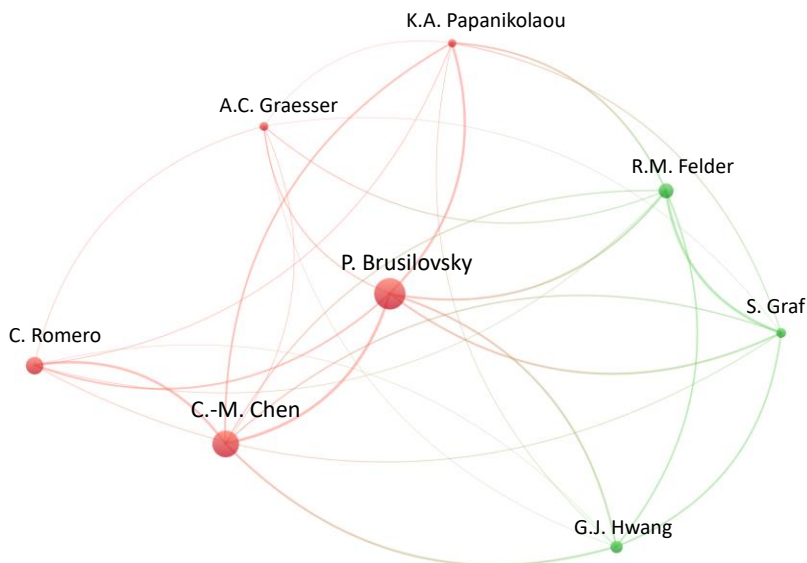 K.A. Papanikolaou
A.C. Graesser
R.M. Felder
P. Brusilovsky
S. Graf
C. Romero
C.-M. Chen
G.J. Hwang